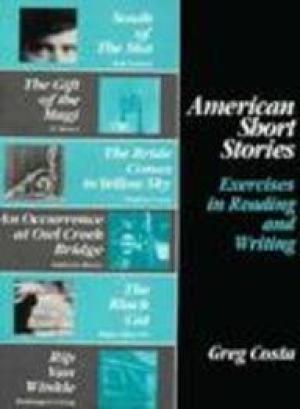 South
of
The Slot
The Gift
of the
Magi
The Bride
Comes
to Yellow Sky
An Occurrence
at Owl Creek
Bridge
The
Black
Cat
Rip
Van
Winkle
American
Short
Stories
Exercises
in Reading
and
Writing
Greg Costa